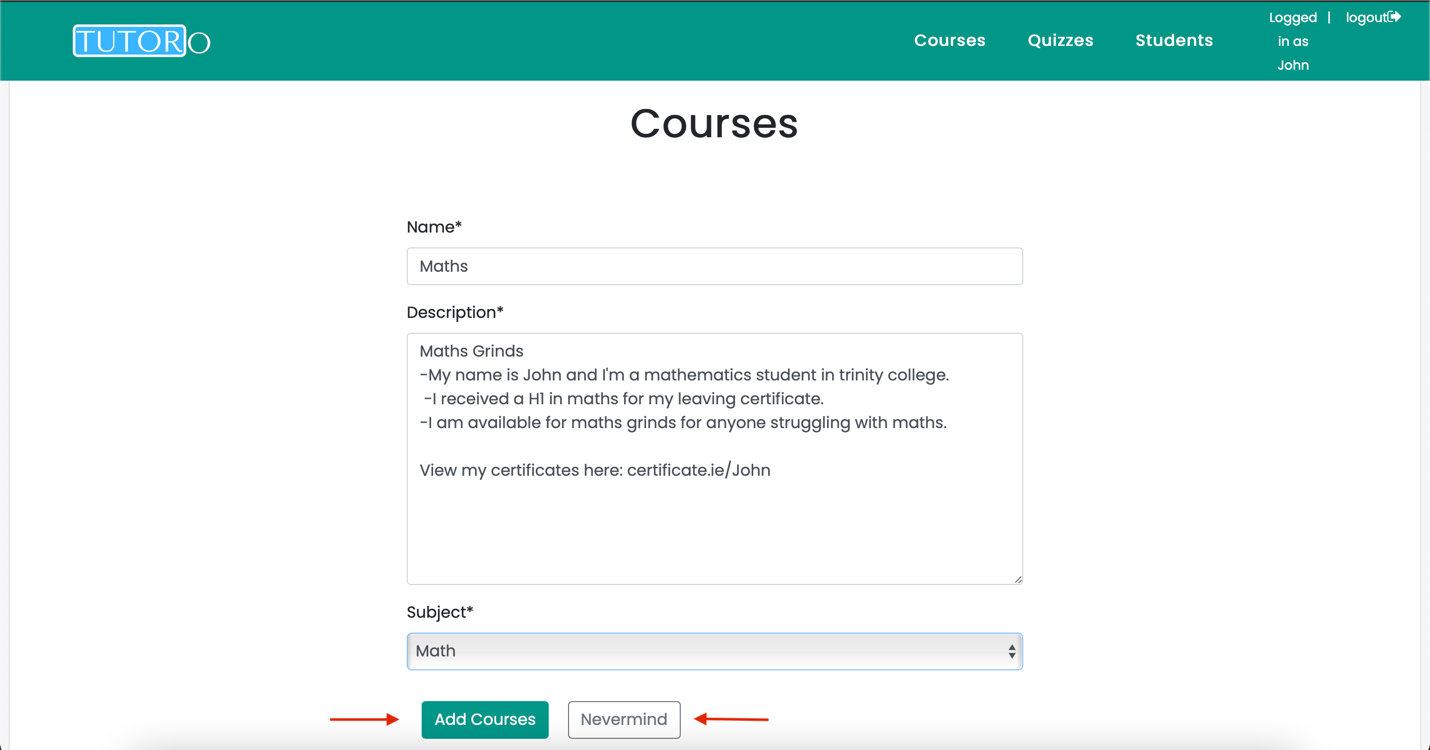 TUTORO
Courses
Quizzes
Students
Logged
in as
John
|
logout
Courses
Name*
Maths
Description*
Maths Grinds
-My name is John and I'm a mathematics student in trinity college.
-I received a H1 in maths for my leaving certificate.
-I am available for maths grinds for anyone struggling with maths.
View my certificates here: certificate.ie/John
Subject*
Math
Add Courses
Nevermind